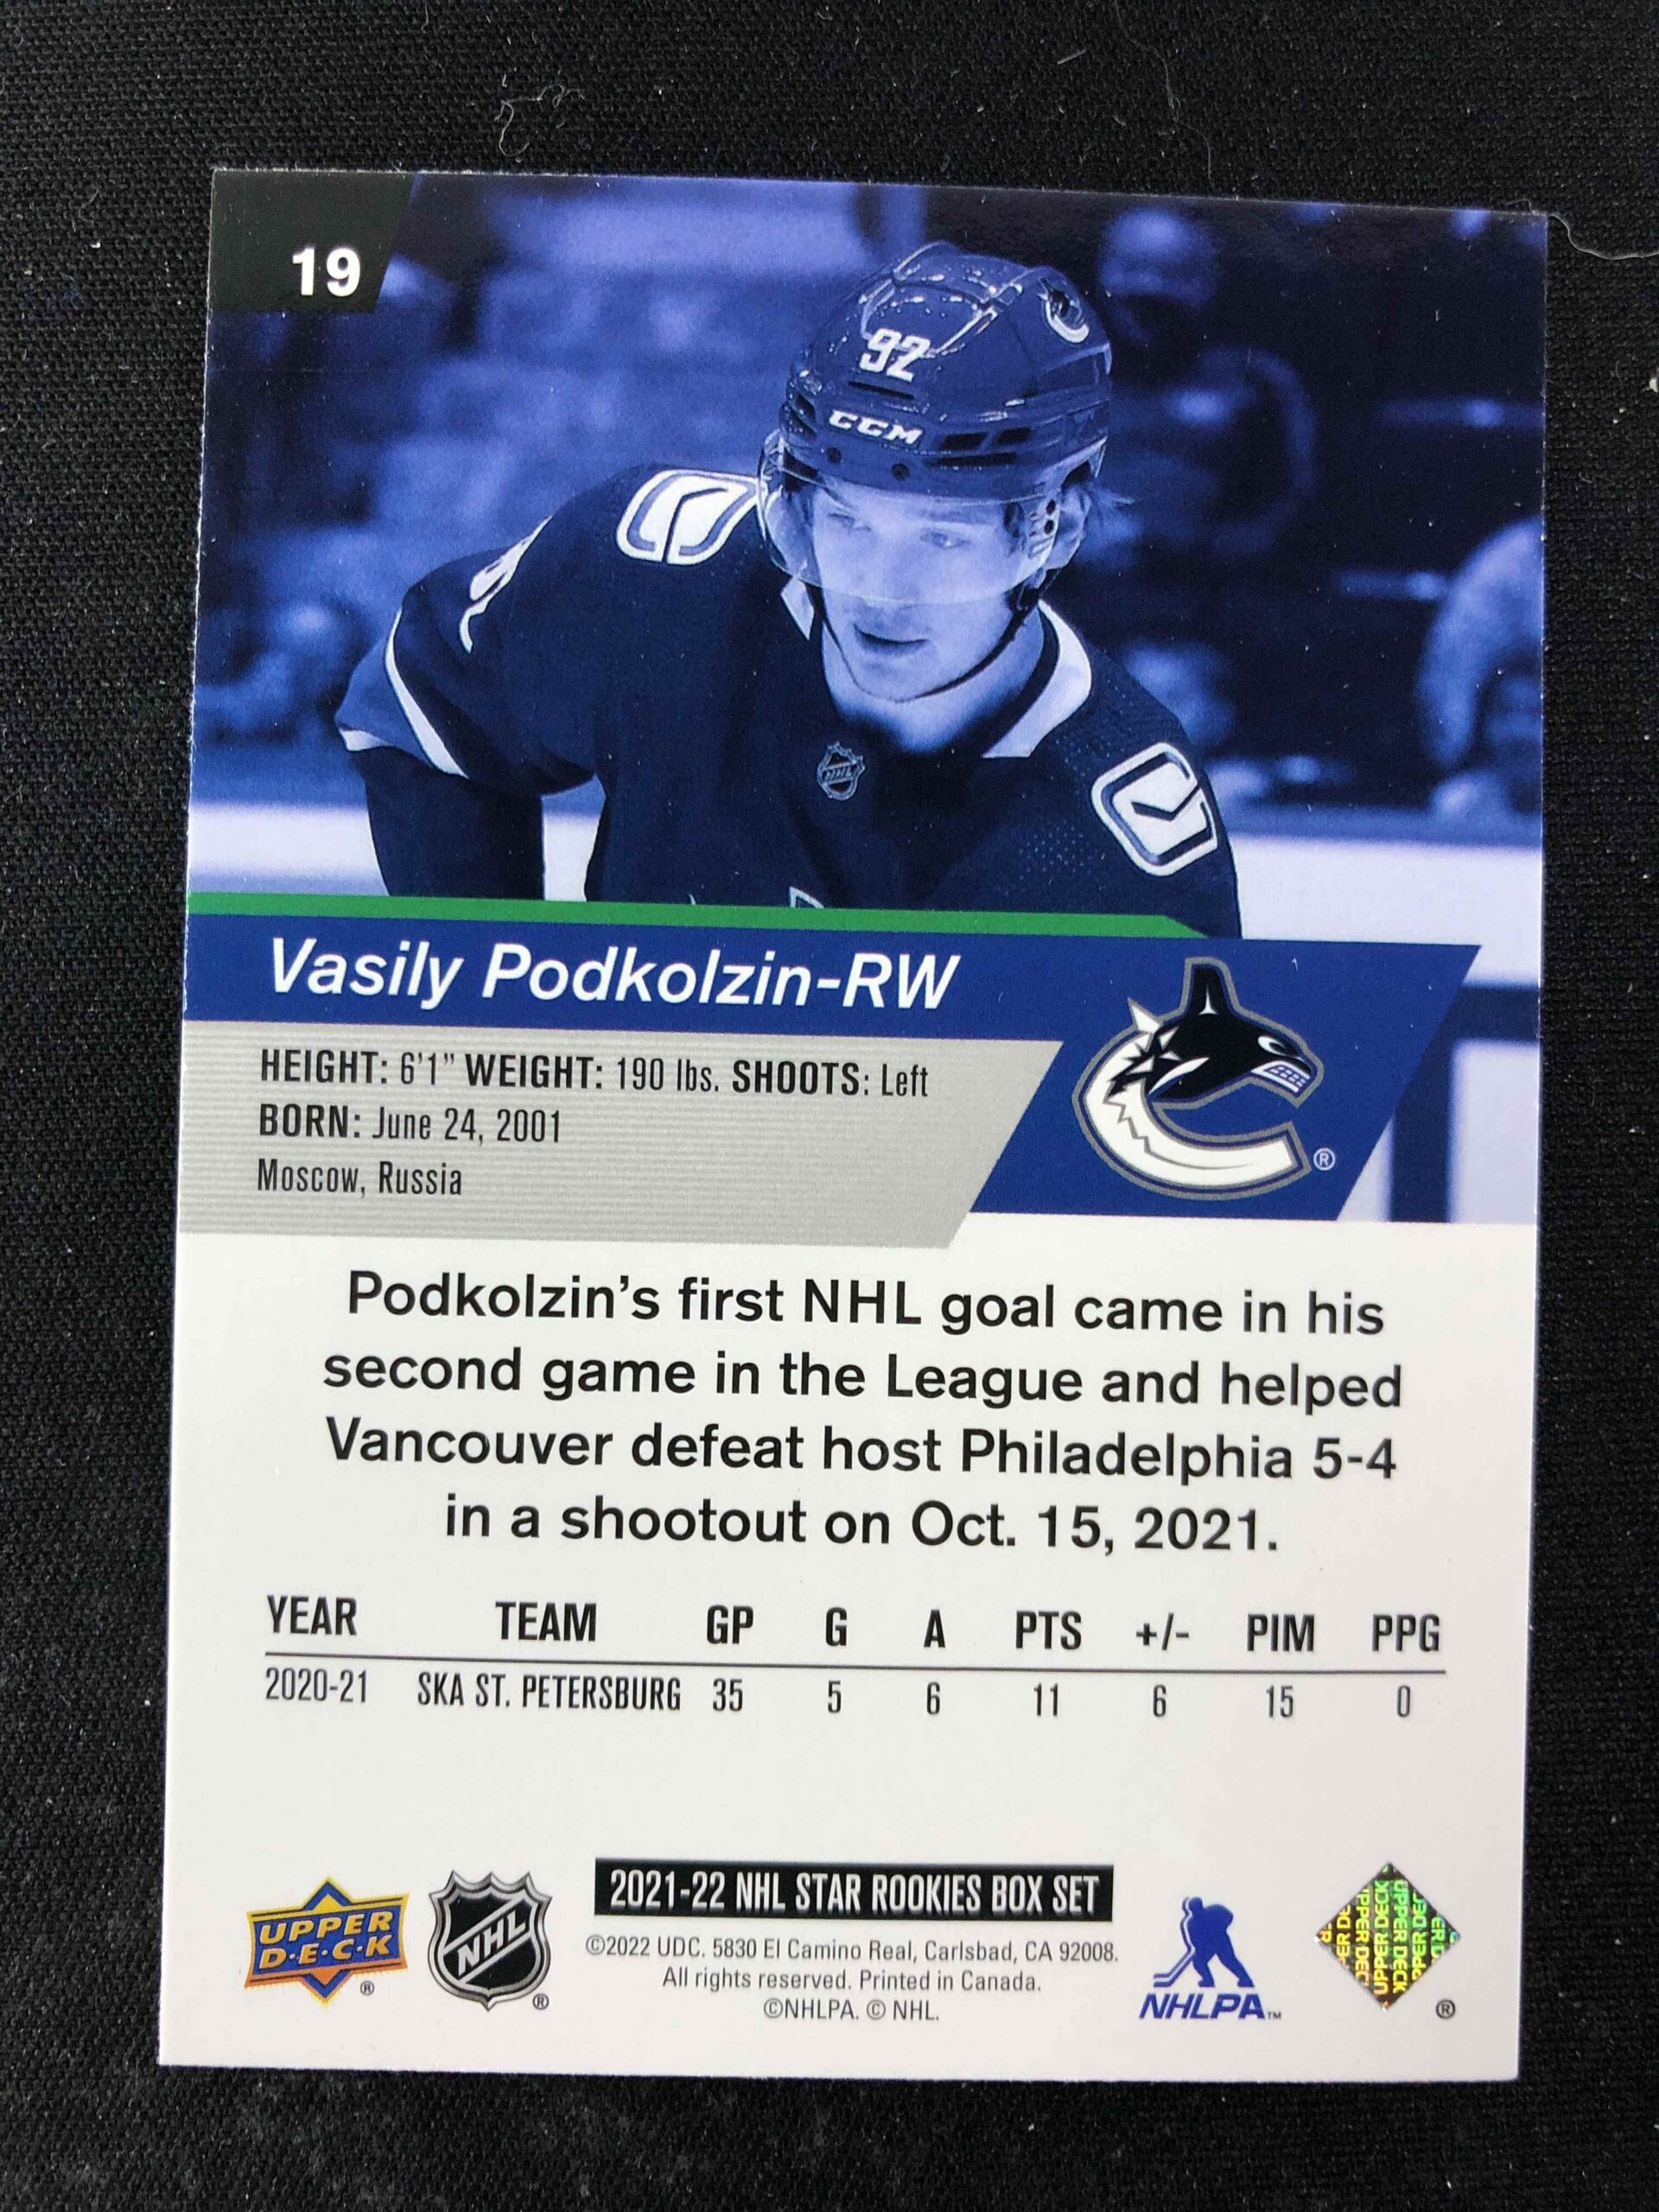 19
92
CCM
NHL
Vasily Podkolzin-RW
HEIGHT: 6'1" WEIGHT: 190 lbs. SHOOTS: Left
BORN: June 24, 2001
Moscow, Russia
®
Podkolzin's first NHL goal came in his
second game in the League and helped
Vancouver defeat host Philadelphia 5-4
in a shootout on Oct. 15, 2021.
YEAR TEAM GP G A PTS +/- PIM PPG
2020-21 SKA ST. PETERSBURG 35 5 6 11 6 15 0
UPPER
D·E·C·K
®
NHL
®
2021-22 NHL STAR ROOKIES BOX SET
©2022 UDC. 5830 El Camino Real, Carlsbad, CA 92008.
All rights reserved. Printed in Canada.
©NHLPA. © NHL.
NHLPA™
UPPER DECK
®